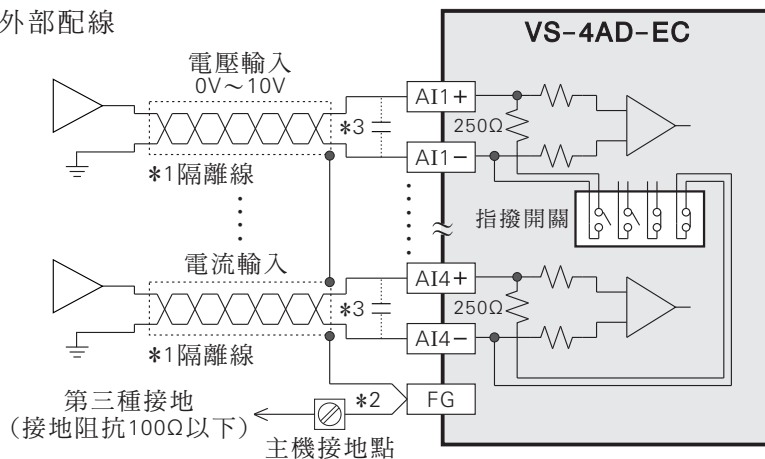 外部配線
VS-4AD-EC
電壓輸入
0V～10V
AI1+
*3
250Ω
AI1-
*1隔離線
指撥開關
電流輸入
AI4+
*3
250Ω
AI4-
*1隔離線
第三種接地
*2
FG
（接地阻抗100Ω以下）
主機接地點